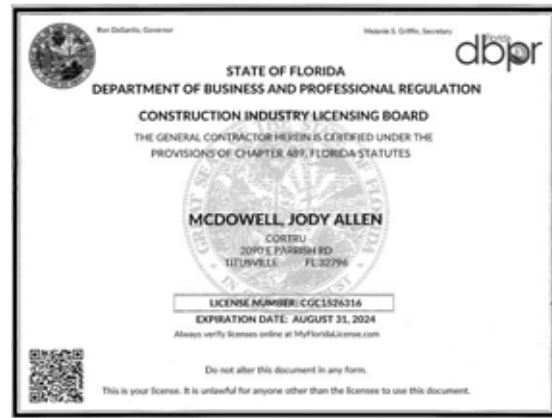 Ron DeSantis, Governor
Melanie S. Griffin, Secretary
Florida
dbpr
STATE OF FLORIDA
DEPARTMENT OF BUSINESS AND PROFESSIONAL REGULATION
CONSTRUCTION INDUSTRY LICENSING BOARD
THE GENERAL CONTRACTOR HEREIN IS CERTIFIED UNDER THE
PROVISIONS OF CHAPTER 489, FLORIDA STATUTES
MCDOWELL, JODY ALLEN
CORTRU
2090 E PARRISH RD
TITUSVILLE FL 32796
LICENSE NUMBER: CGC1526316
EXPIRATION DATE: AUGUST 31, 2024
Always verify licenses online at MyFloridaLicense.com
Do not alter this document in any form.
This is your license. It is unlawful for anyone other than the licensee to use this document.